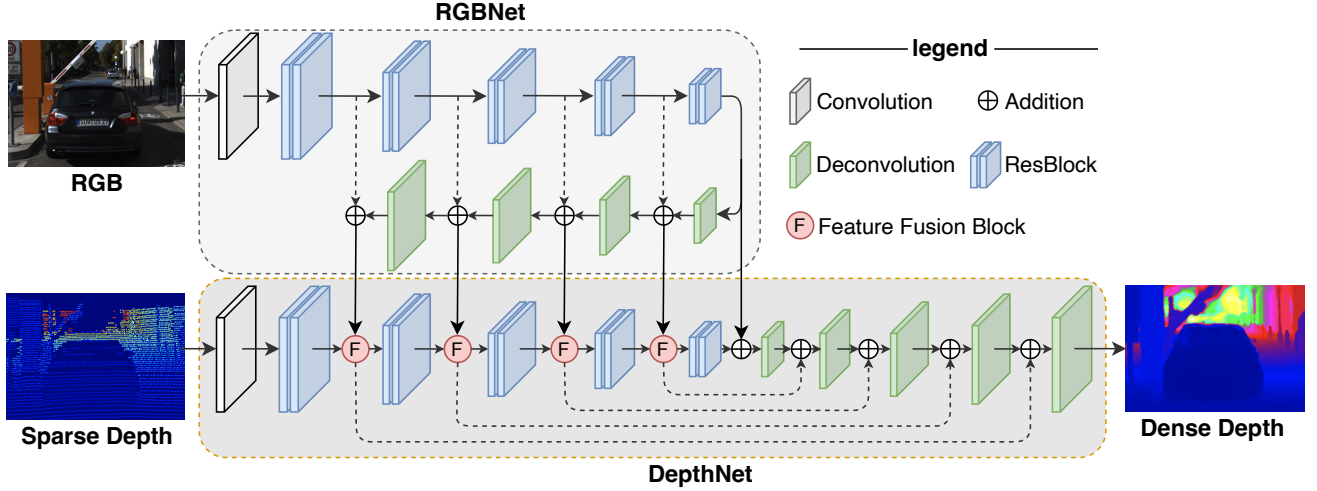 RGBNet
legend
Convolution
Addition
RGB
Deconvolution
ResBlock
F
Feature Fusion Block
F
F
F
F
Sparse Depth
Dense Depth
DepthNet